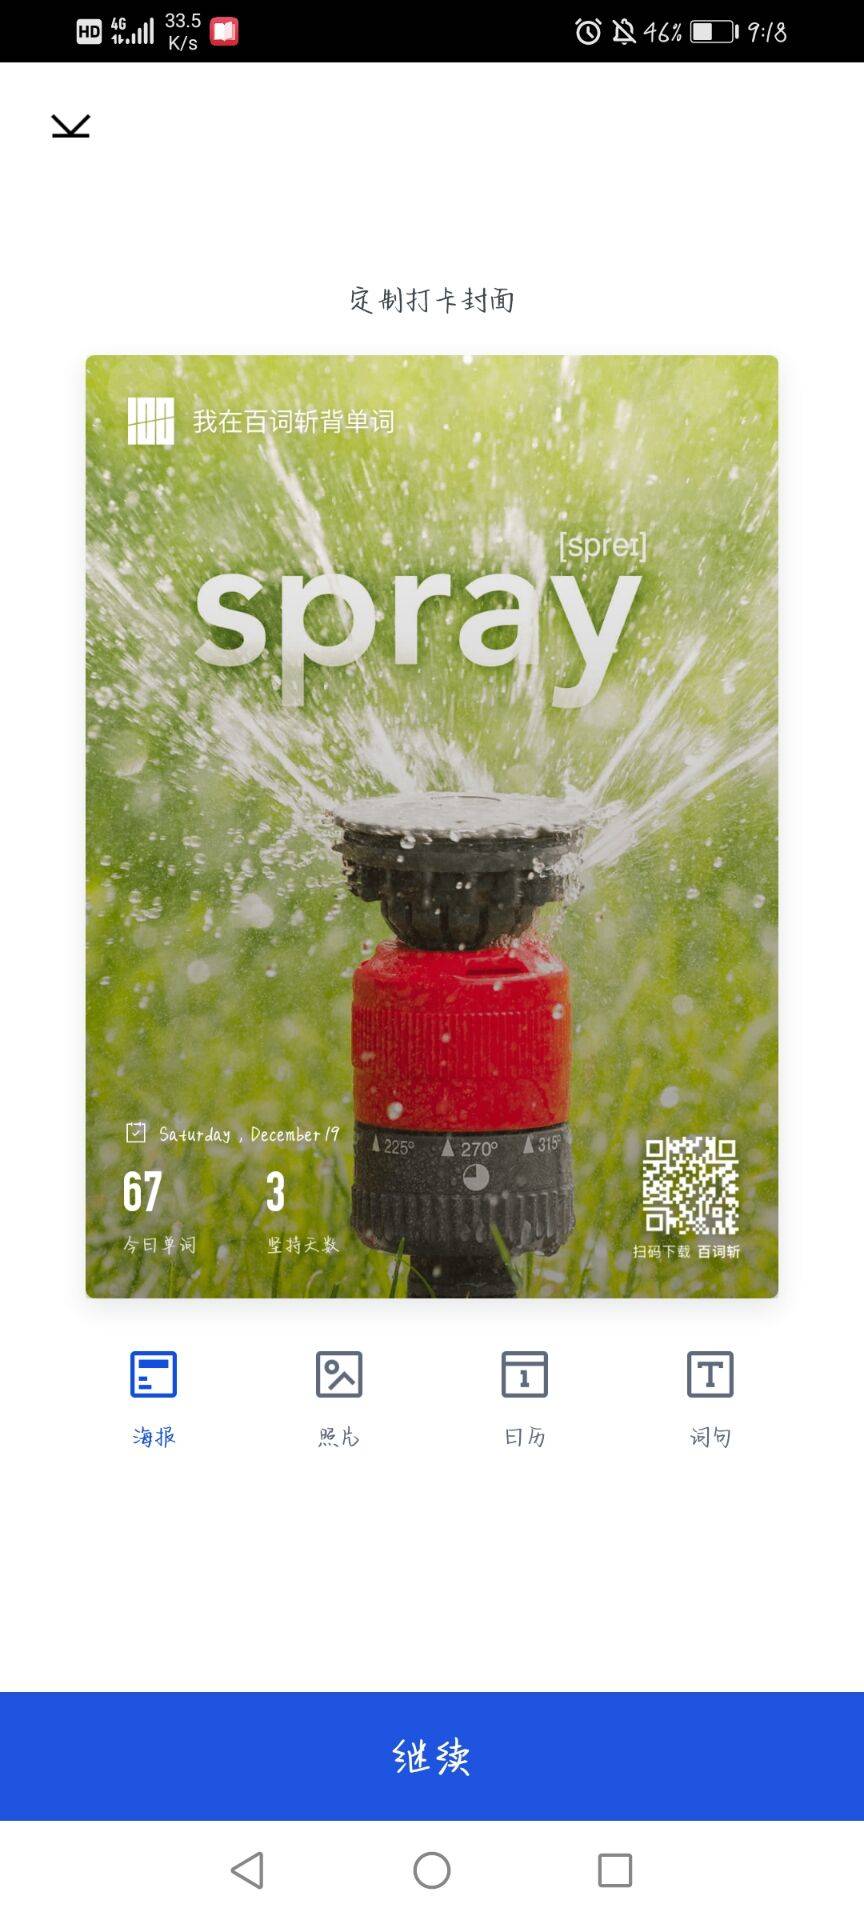 HD 4G 33.5 K/s 46% 9:18
定制打卡封面
100 我在百词斩背单词
[spreɪ]
spray
225° 270° 315°
Saturday , December 19
67 3
今日单词 坚持天数
扫码下载 百词斩
海报 照片 日历 词句
继续